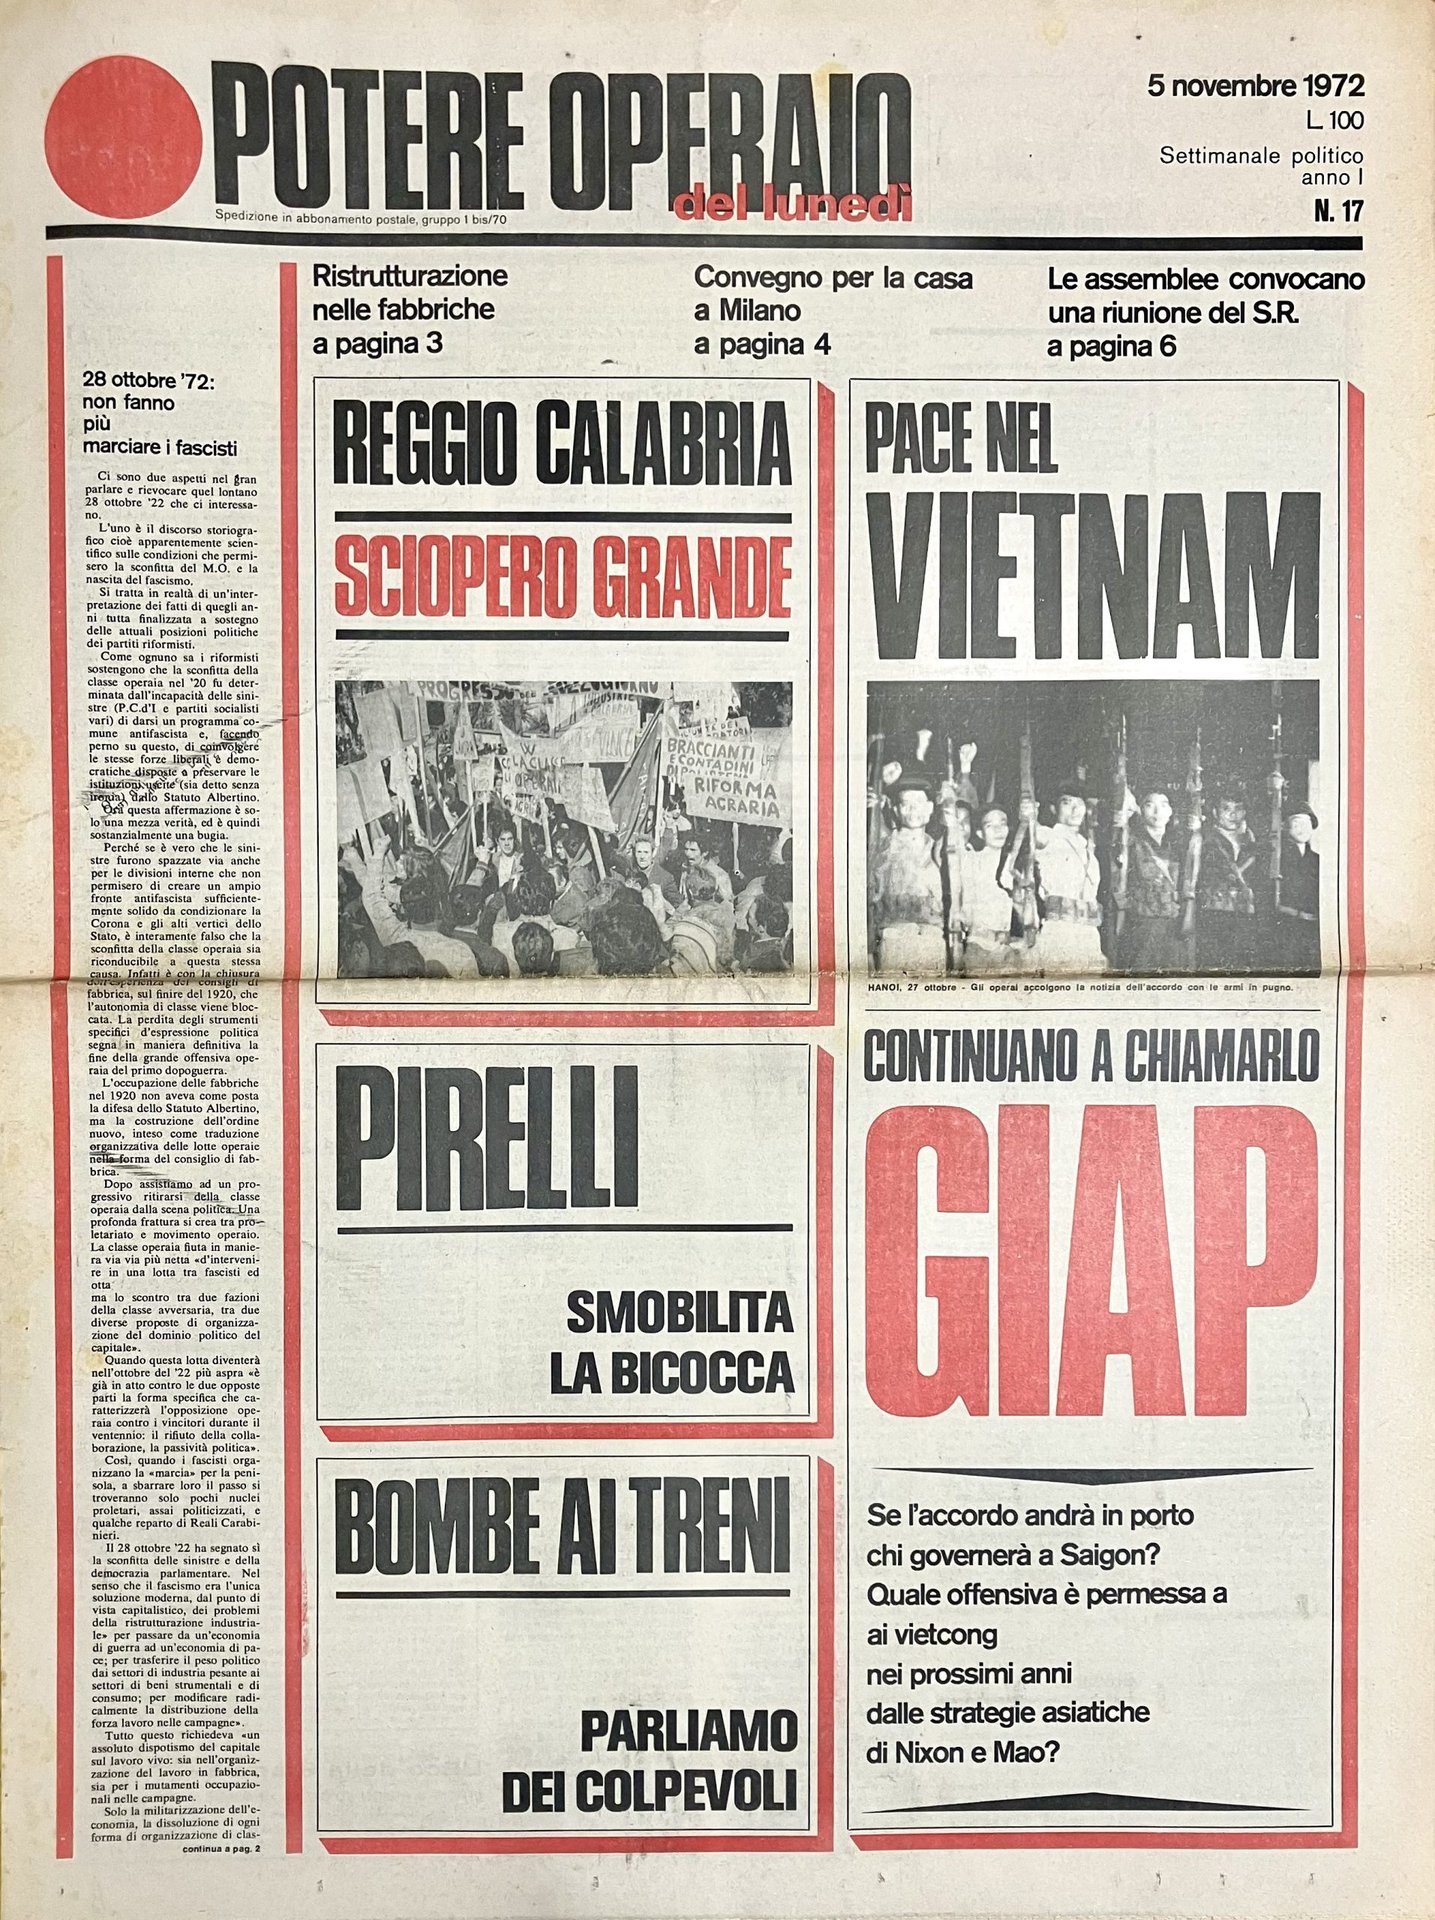 POTERE OPERAIO
del lunedì
Spedizione in abbonamento postale, gruppo 1 bis/70
5 novembre 1972
L. 100
Settimanale politico
anno I
N. 17
Ristrutturazione
nelle fabbriche
a pagina 3
Convegno per la casa
a Milano
a pagina 4
Le assemblee convocano
una riunione del S.R.
a pagina 6
28 ottobre '72:
non fanno
più
marciare i fascisti
Ci sono due aspetti nel gran
parlare e rievocare quel lontano
28 ottobre '22 che ci interessa-
no.
L'uno è il discorso storiogra-
fico cioè apparentemente scien-
tifico sulle condizioni che permi-
sero la sconfitta del M.O. e la
nascita del fascismo.
Si tratta in realtà di un'inter-
pretazione dei fatti di quegli an-
ni tutta finalizzata a sostegno
delle attuali posizioni politiche
dei partiti riformisti.
Come ognuno sa i riformisti
sostengono che la sconfitta della
classe operaia nel '20 fu deter-
minata dall'incapacità delle sini-
stre (P.C.d'I e partiti socialisti
vari) di darsi un programma co-
mune antifascista e, facendo
perno su questo, di coinvolgere
le stesse forze liberali e demo-
cratiche disposte a preservare le
istituzioni uscite (sia detto senza
ironia) dallo Statuto Albertino.
Ora questa affermazione è so-
lo una mezza verità, ed è quindi
sostanzialmente una bugia.
Perché se è vero che le sini-
stre furono spazzate via anche
per le divisioni interne che non
permisero di creare un ampio
fronte antifascista sufficiente-
mente solido da condizionare la
Corona e gli alti vertici dello
Stato, è interamente falso che la
sconfitta della classe operaia sia
riconducibile a questa stessa
causa. Infatti è con la chiusura
dell'esperienza dei consigli di
fabbrica, sul finire del 1920, che
l'autonomia di classe viene bloc-
cata. La perdita degli strumenti
specifici d'espressione politica
segna in maniera definitiva la
fine della grande offensiva ope-
raia del primo dopoguerra.
L'occupazione delle fabbriche
nel 1920 non aveva come posta
la difesa dello Statuto Albertino,
ma la costruzione dell'ordine
nuovo, inteso come traduzione
organizzativa delle lotte operaie
nella forma del consiglio di fab-
brica.
Dopo assistiamo ad un pro-
gressivo ritirarsi della classe
operaia dalla scena politica. Una
profonda frattura si crea tra pro-
letariato e movimento operaio.
La classe operaia fiuta in manie-
ra via via più netta «d'interveni-
re in una lotta tra fascisti ed
otta
ma lo scontro tra due fazioni
della classe avversaria, tra due
diverse proposte di organizza-
zione del dominio politico del
capitale».
Quando questa lotta diventerà
nell'ottobre del '22 più aspra «è
già in atto contro le due opposte
parti la forma specifica che ca-
ratterizzerà l'opposizione ope-
raia contro i vincitori durante il
ventennio: il rifiuto della colla-
borazione, la passività politica».
Così, quando i fascisti orga-
nizzano la «marcia» per la peni-
sola, a sbarrare loro il passo si
troveranno solo pochi nuclei
proletari, assai politicizzati, e
qualche reparto di Reali Carabi-
nieri.
Il 28 ottobre '22 ha segnato sì
la sconfitta delle sinistre e della
democrazia parlamentare. Nel
senso che il fascismo era l'unica
soluzione moderna, dal punto di
vista capitalistico, dei problemi
della ristrutturazione industria-
le» per passare da un'economia
di guerra ad un'economia di pa-
ce; per trasferire il peso politico
dai settori di industria pesante ai
settori di beni strumentali e di
consumo; per modificare radi-
calmente la distribuzione della
forza lavoro nelle campagne».
Tutto questo richiedeva «un
assoluto dispotismo del capitale
sul lavoro vivo: sia nell'organiz-
zazione del lavoro in fabbrica,
sia per i mutamenti occupazio-
nali nelle campagne.
Solo la militarizzazione dell'e-
conomia, la dissoluzione di ogni
forma di organizzazione di clas-
continua a pag. 2
REGGIO CALABRIA
SCIOPERO GRANDE
IL PROGRESSO DEL MEZZOGIORNO
INDUSTRIE
W
LA CLASSE
OPERAI
BRACCIANTI
E CONTADINI
RIFORMA
AGRARIA
PIRELLI
SMOBILITA
LA BICOCCA
BOMBE AI TRENI
PARLIAMO
DEI COLPEVOLI
PACE NEL
VIETNAM
HANOI, 27 ottobre - Gli operai accolgono la notizia dell'accordo con le armi in pugno.
CONTINUANO A CHIAMARLO
GIAP
Se l'accordo andrà in porto
chi governerà a Saigon?
Quale offensiva è permessa a
ai vietcong
nei prossimi anni
dalle strategie asiatiche
di Nixon e Mao?